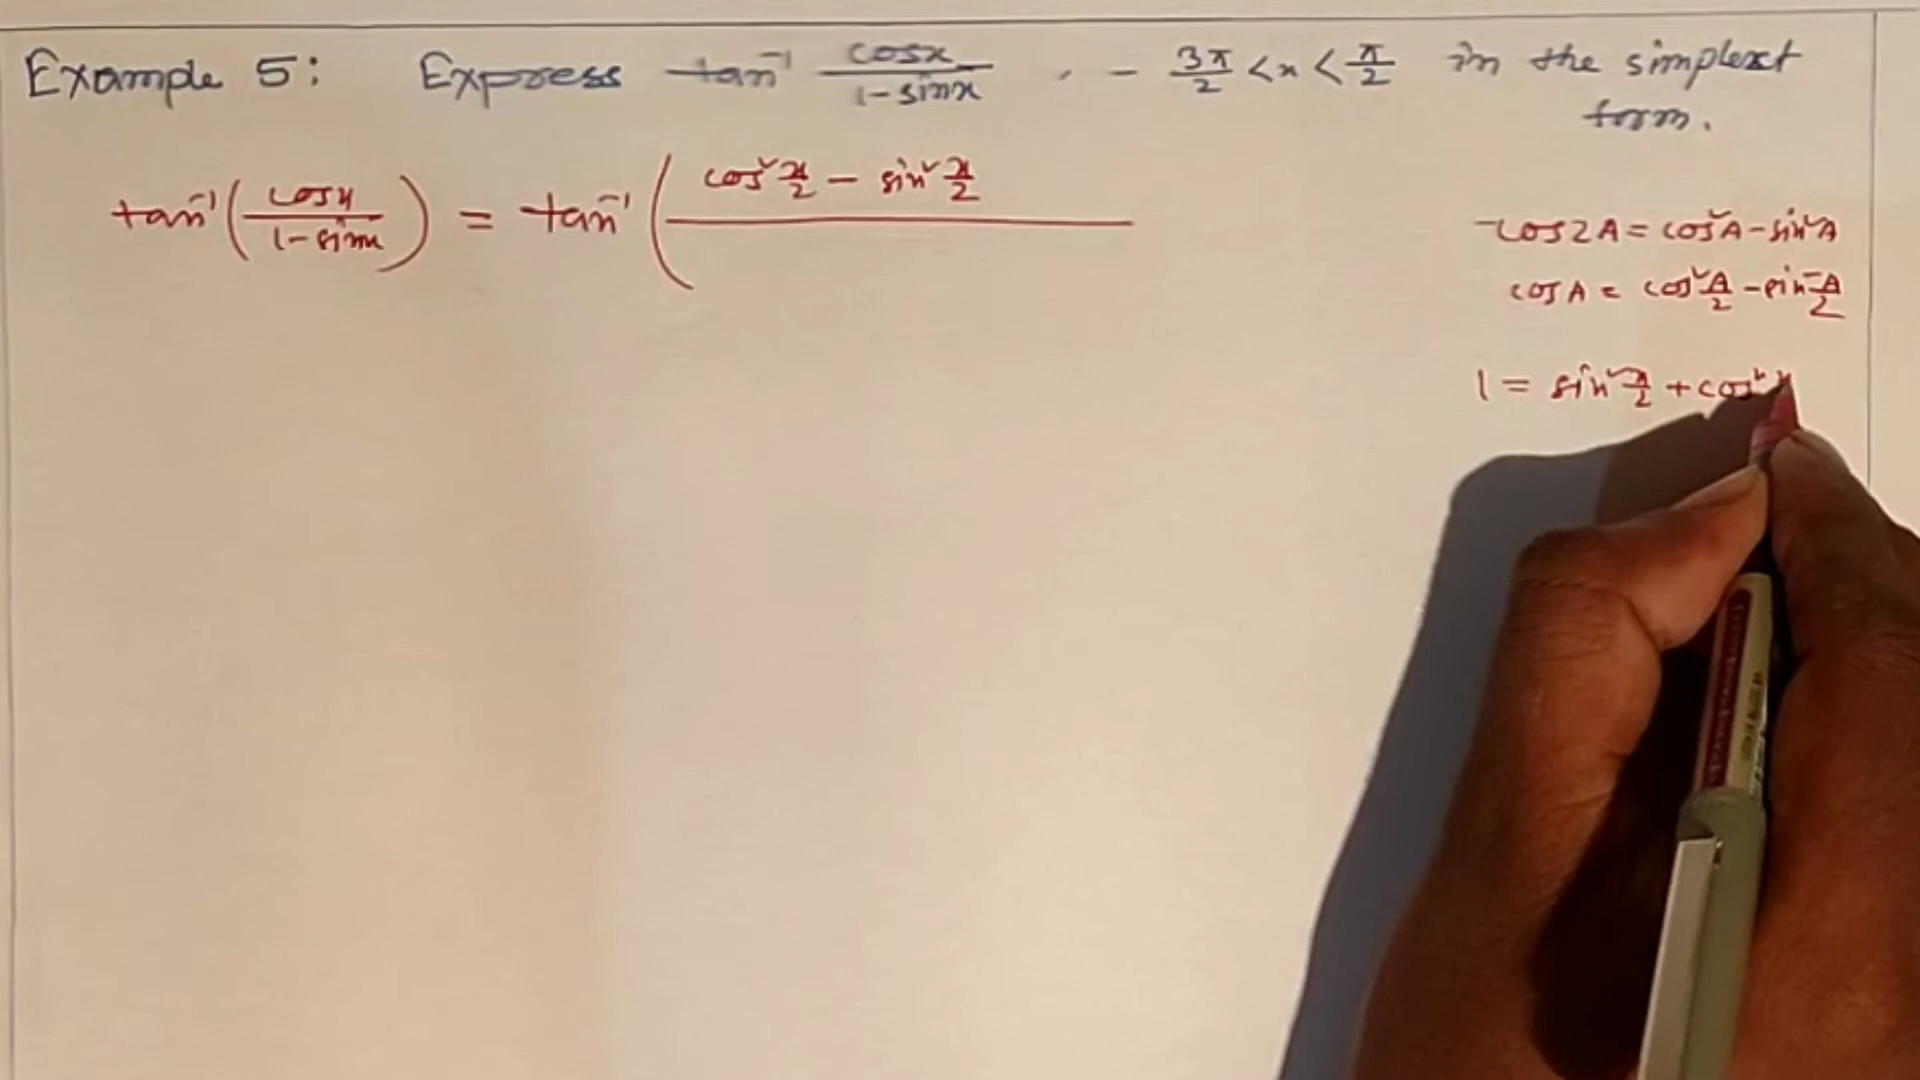 Example 5: Express tan⁻¹ cosx/1-sinx , - 3π/2 < x < π/2 in the simplest
form.
tan⁻¹(cosx/1-sinx) = tan⁻¹( cos²x/2 - sin²x/2
cos2A = cos²A - sin²A
cosA = cos²A/2 - sin²A/2
1 = sin²x/2 + cos²x